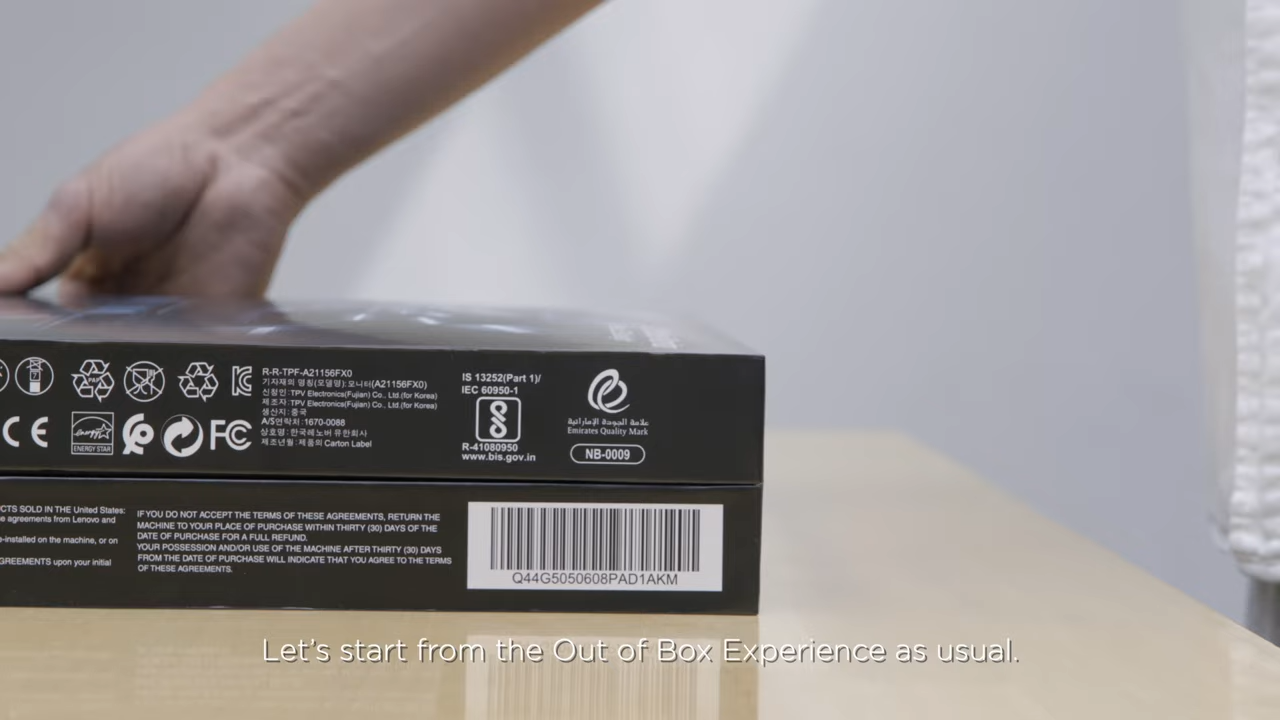 R-R-TPF-A21156FX0
기자재의 명칭(모델명): 모니터(A21156FX0)
신청인: TPV Electronics(Fujian) Co., Ltd.(for Korea)
제조자: TPV Electronics(Fujian) Co., Ltd.(for Korea)
생산지: 중국
A/S연락처: 1670-0088
상호명: 한국레노버 유한회사
제조년월: 제품의 Carton Label
PAP
CE
energy
ENERGY STAR
FC
IS 13252(Part 1)/
IEC 60950-1
R-41080950
www.bis.gov.in
علامة الجودة الإماراتية
Emirates Quality Mark
NB-0009
CTS SOLD IN THE United States:
e agreements from Lenovo and
e-installed on the machine, or on
GREEMENTS upon your initial
IF YOU DO NOT ACCEPT THE TERMS OF THESE AGREEMENTS, RETURN THE
MACHINE TO YOUR PLACE OF PURCHASE WITHIN THIRTY (30) DAYS OF THE
DATE OF PURCHASE FOR A FULL REFUND.
YOUR POSSESSION AND/OR USE OF THE MACHINE AFTER THIRTY (30) DAYS
FROM THE DATE OF PURCHASE WILL INDICATE THAT YOU AGREE TO THE TERMS
OF THESE AGREEMENTS.
Q44G5050608PAD1AKM
Let's start from the Out of Box Experience as usual.